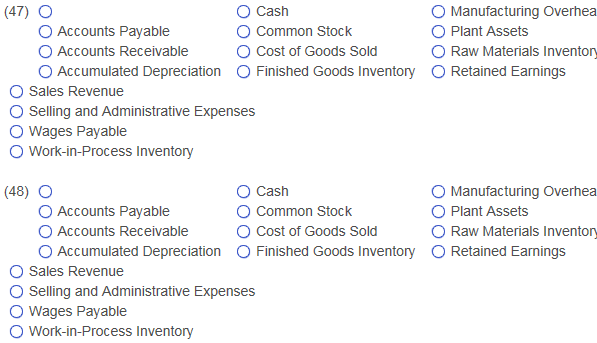 (47) Cash Manufacturing Overhea
Accounts Payable Common Stock Plant Assets
Accounts Receivable Cost of Goods Sold Raw Materials Inventory
Accumulated Depreciation Finished Goods Inventory Retained Earnings
Sales Revenue
Selling and Administrative Expenses
Wages Payable
Work-in-Process Inventory
(48) Cash Manufacturing Overhea
Accounts Payable Common Stock Plant Assets
Accounts Receivable Cost of Goods Sold Raw Materials Inventory
Accumulated Depreciation Finished Goods Inventory Retained Earnings
Sales Revenue
Selling and Administrative Expenses
Wages Payable
Work-in-Process Inventory